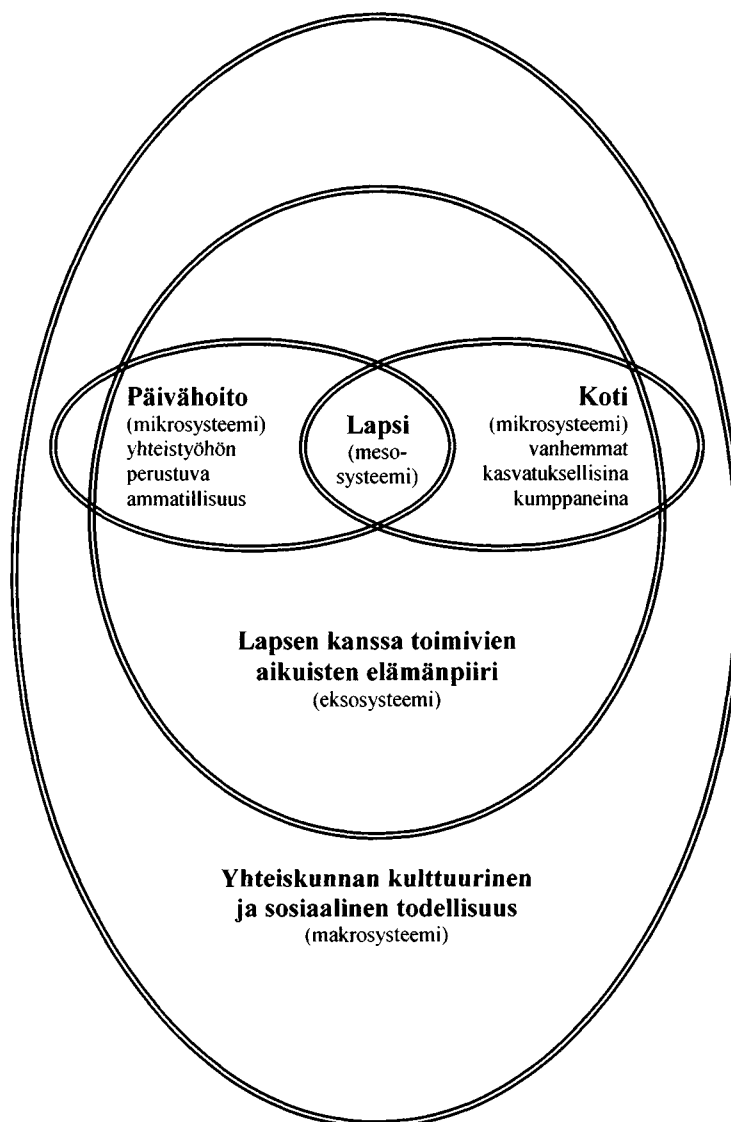 Päivähoito
(mikrosysteemi)
yhteistyöhön
perustuva
ammatillisuus
Lapsi
(meso-
systeemi)
Koti
(mikrosysteemi)
vanhemmat
kasvatuksellisina
kumppaneina
Lapsen kanssa toimivien
aikuisten elämänpiiri
(eksosysteemi)
Yhteiskunnan kulttuurinen
ja sosiaalinen todellisuus
(makrosysteemi)